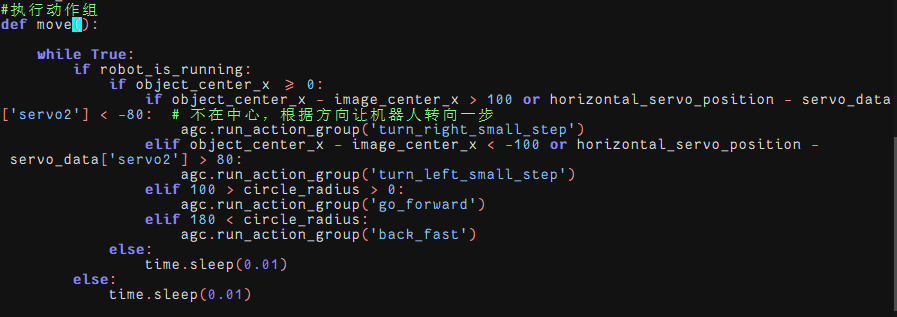 #执行动作组
def move():
    while True:
        if robot_is_running:
            if object_center_x >= 0:
                if object_center_x - image_center_x > 100 or horizontal_servo_position - servo_data
['servo2'] < -80:  # 不在中心，根据方向让机器人转向一步
                    agc.run_action_group('turn_right_small_step')
                elif object_center_x - image_center_x < -100 or horizontal_servo_position -
 servo_data['servo2'] > 80:
                    agc.run_action_group('turn_left_small_step')
                elif 100 > circle_radius > 0:
                    agc.run_action_group('go_forward')
                elif 180 < circle_radius:
                    agc.run_action_group('back_fast')
            else:
                time.sleep(0.01)
        else:
            time.sleep(0.01)